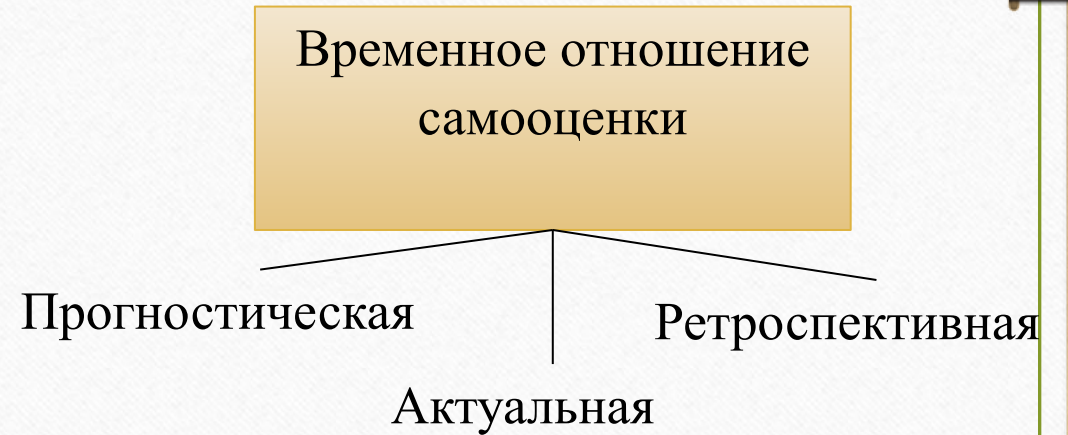 Временное отношение
самооценки
Прогностическая
Ретроспективная
Актуальная